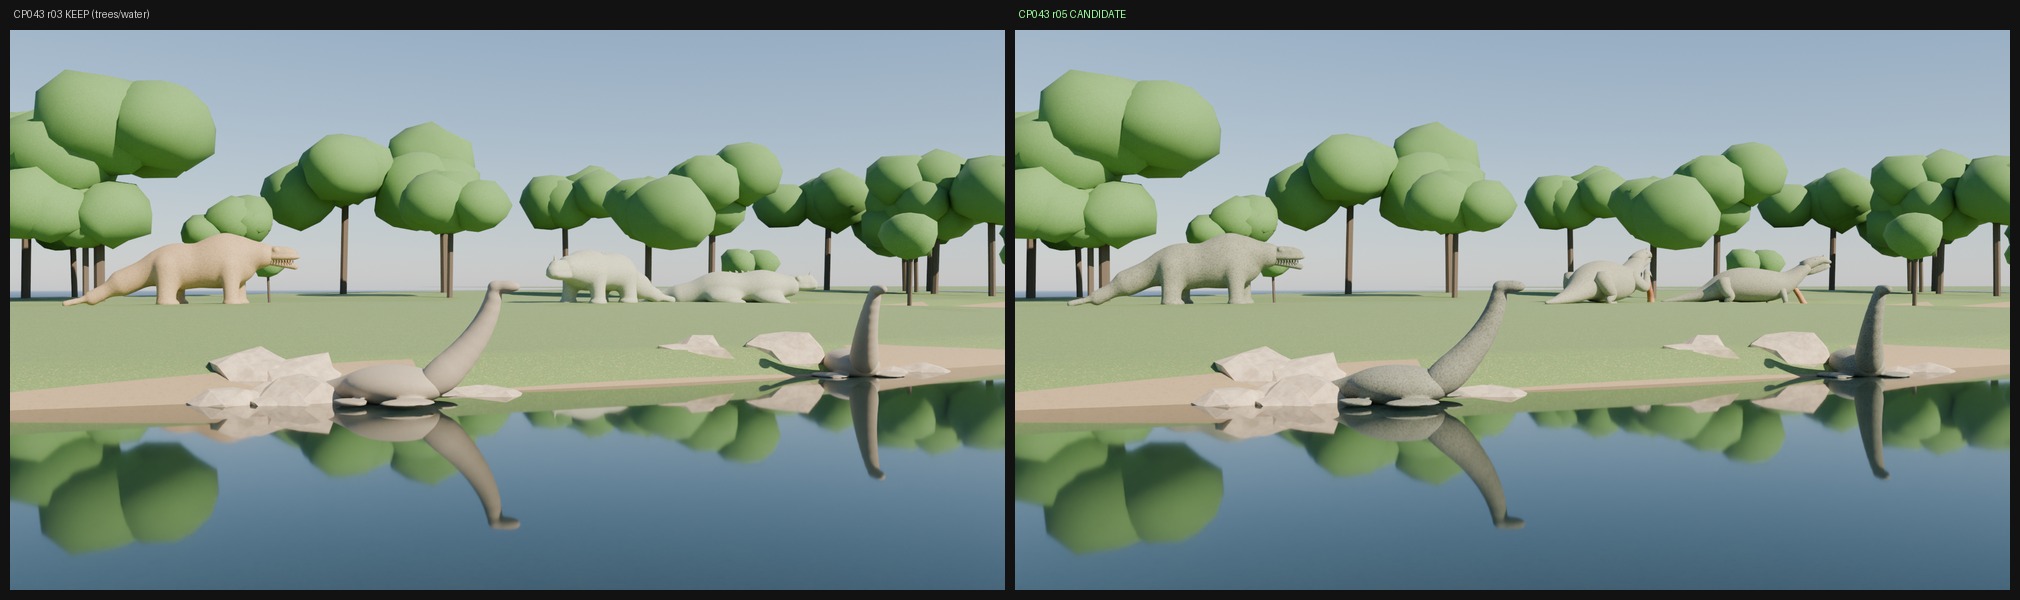 CP043 r03 KEEP (trees/water)
CP043 r05 CANDIDATE